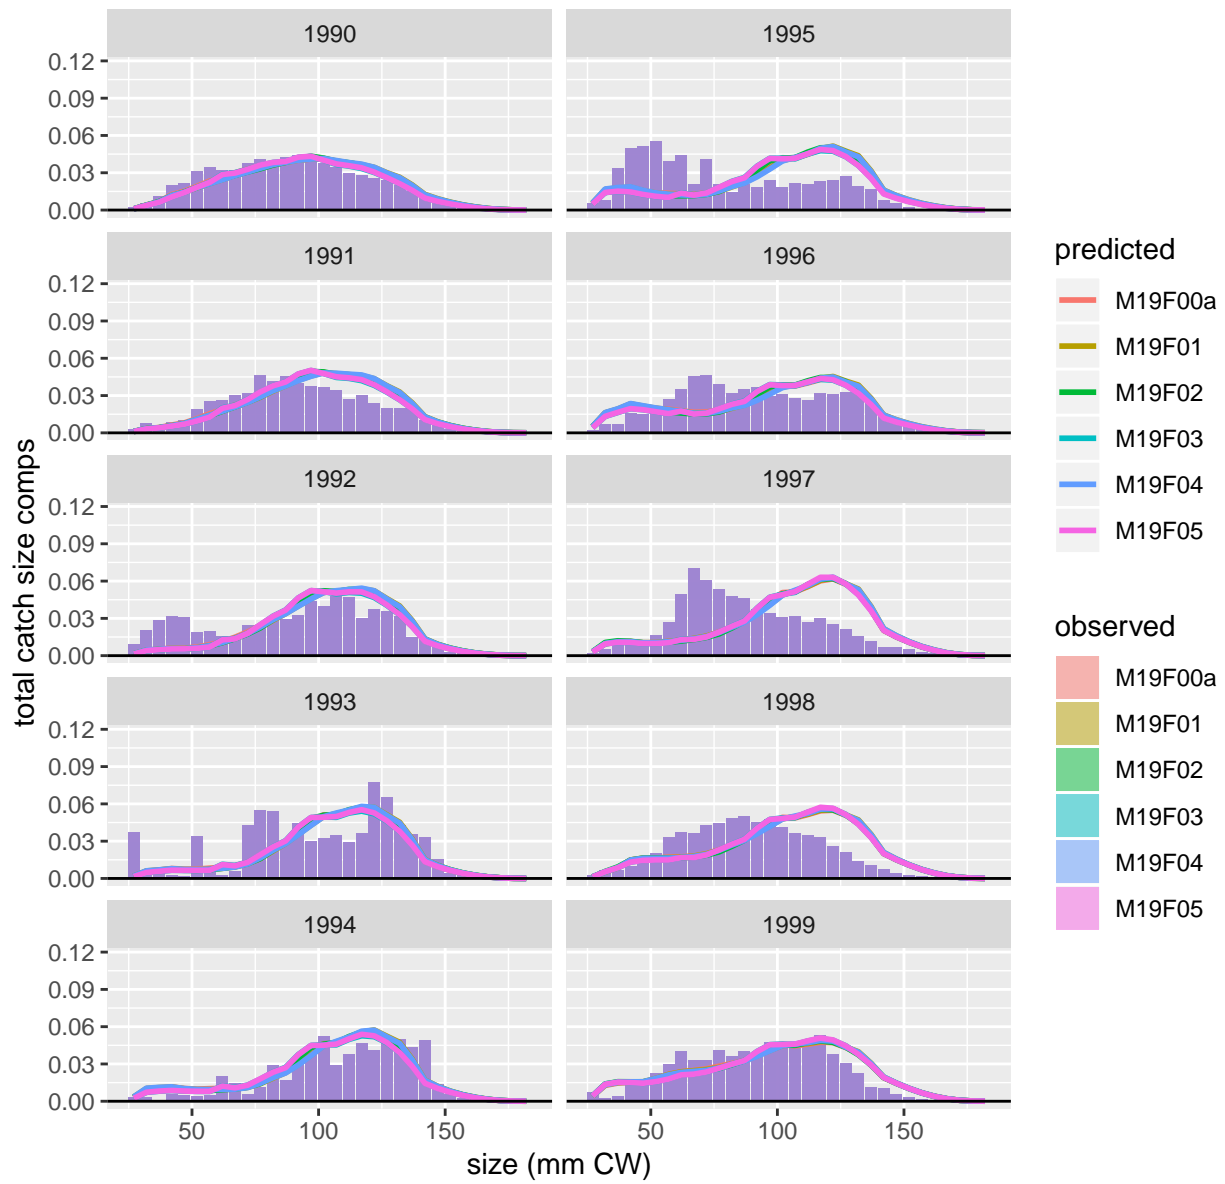 1990
1995
0.12
0.09
0.06
0.03
0.00
1991
1996
0.12
0.09
0.06
0.03
0.00
1992
1997
0.12
0.09
0.06
0.03
0.00
1993
1998
0.12
0.09
0.06
0.03
0.00
1994
1999
0.12
0.09
0.06
0.03
0.00
50
100
150
50
100
150
size (mm CW)
total catch size comps
predicted
M19F00a
M19F01
M19F02
M19F03
M19F04
M19F05
observed
M19F00a
M19F01
M19F02
M19F03
M19F04
M19F05